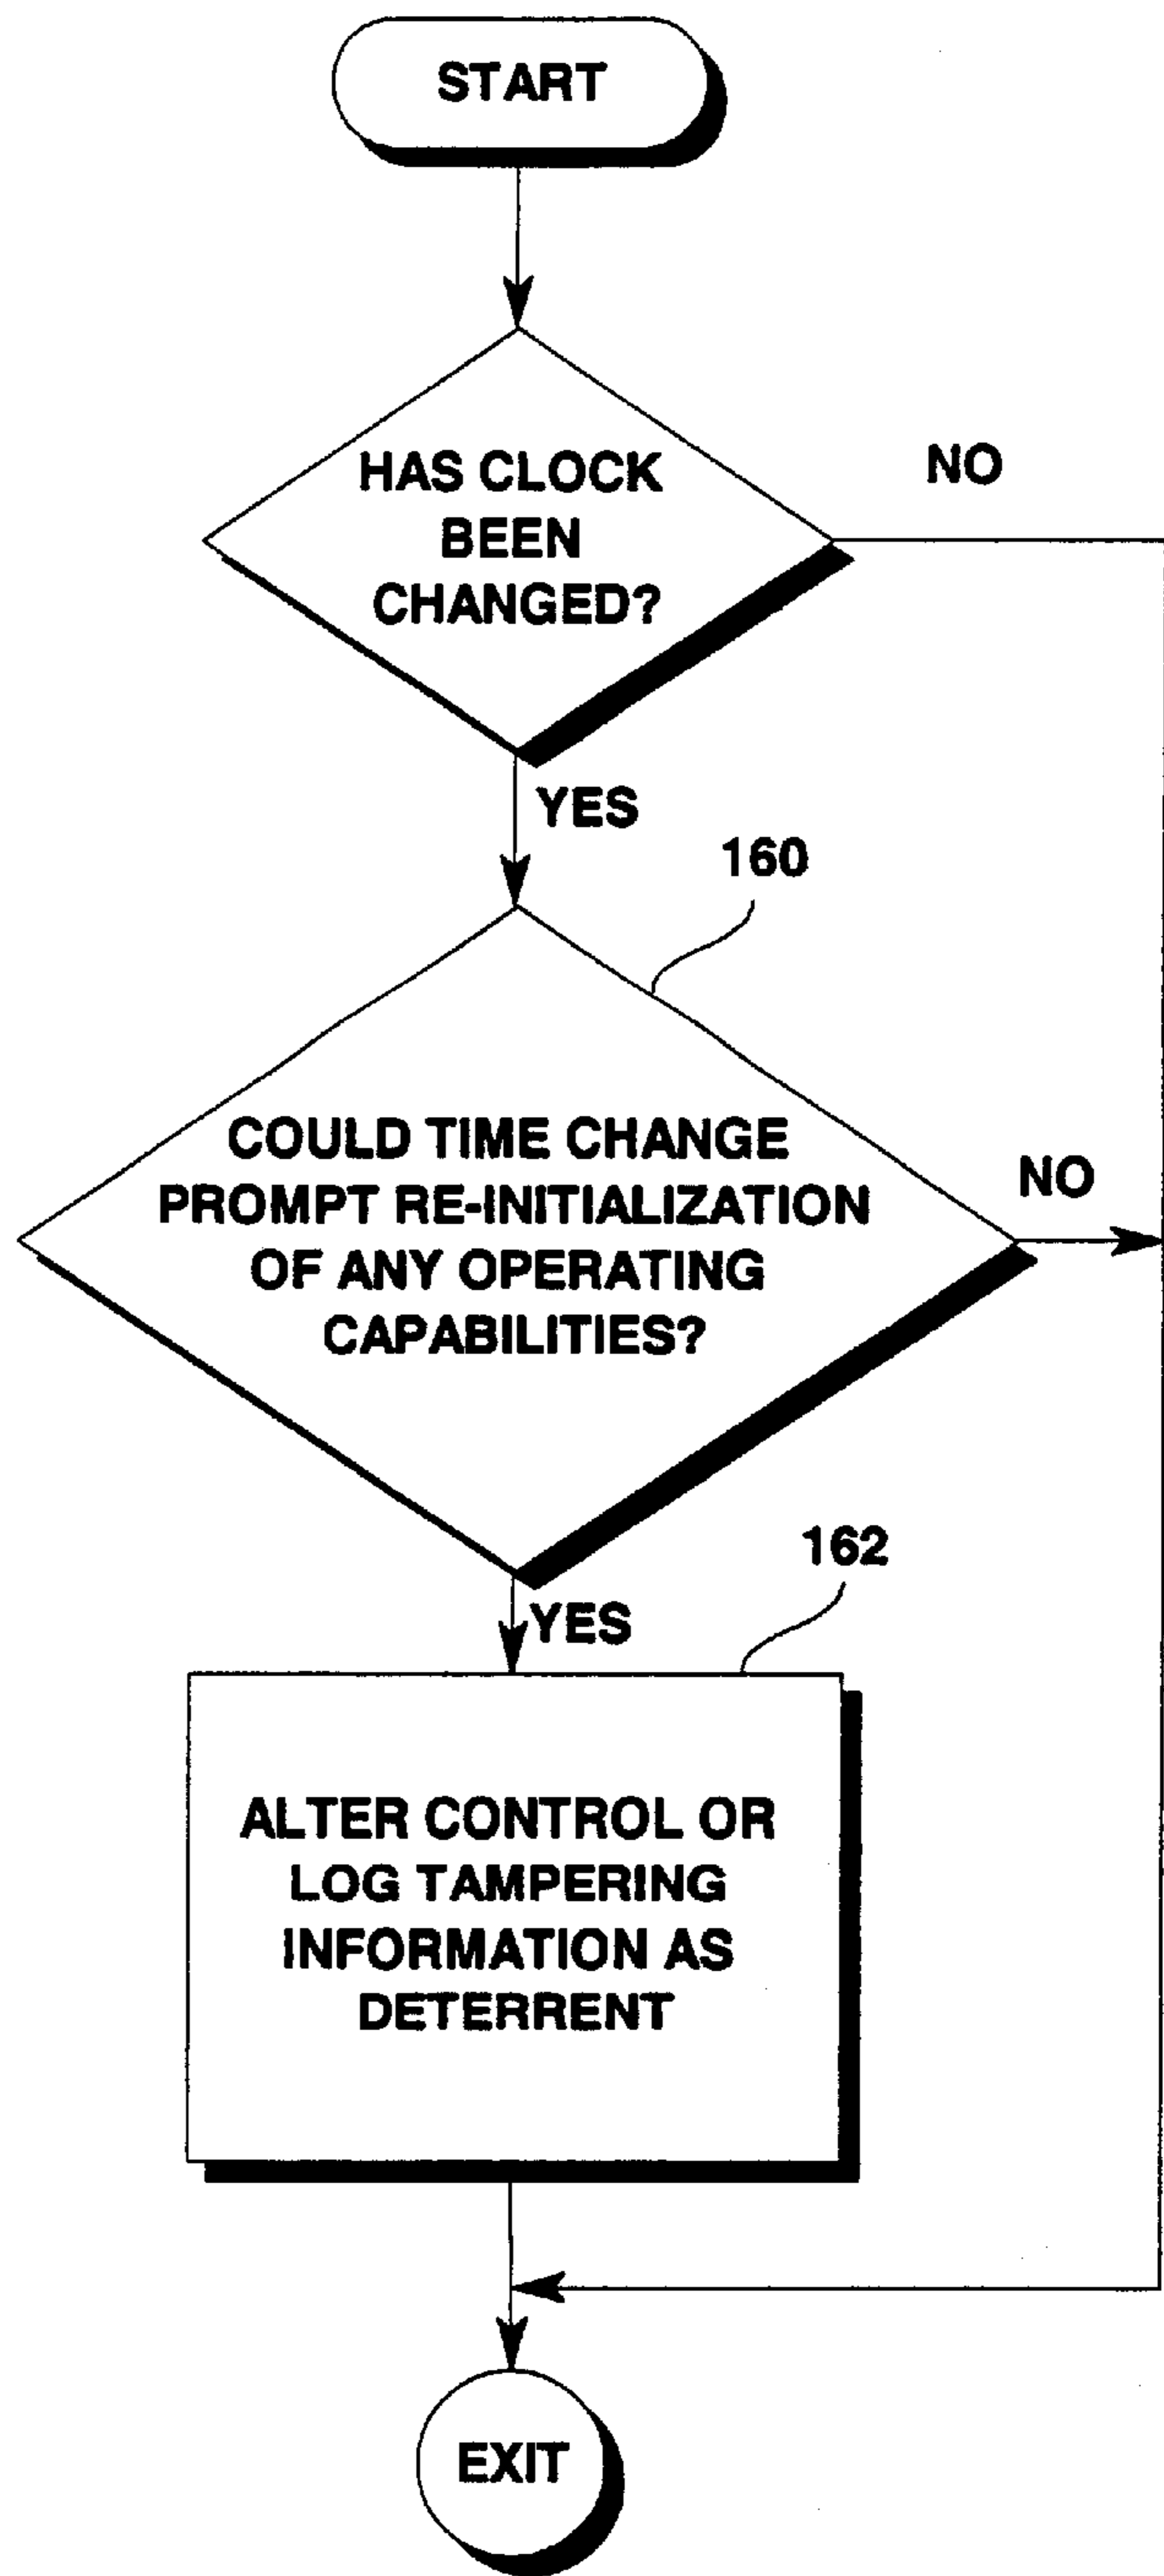 START
HAS CLOCK
BEEN
CHANGED?
NO
YES
160
COULD TIME CHANGE
PROMPT RE-INITIALIZATION
OF ANY OPERATING
CAPABILITIES?
NO
YES
162
ALTER CONTROL OR
LOG TAMPERING
INFORMATION AS
DETERRENT
EXIT